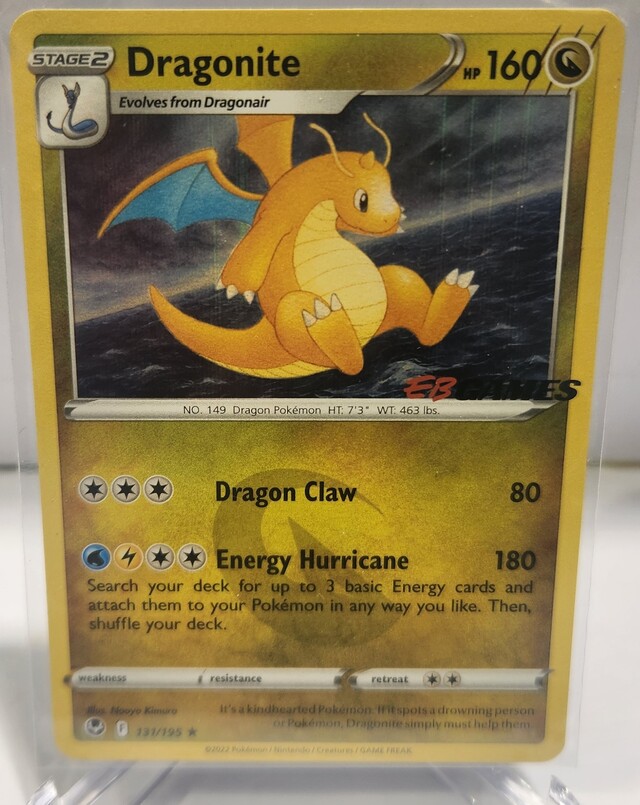 STAGE 2
Dragonite
HP 160
Evolves from Dragonair
EB GAMES
NO. 149 Dragon Pokémon HT: 7'3" WT: 463 lbs.
Dragon Claw 80
Energy Hurricane 180
Search your deck for up to 3 basic Energy cards and
attach them to your Pokémon in any way you like. Then,
shuffle your deck.
weakness resistance retreat
Illus. Naoyo Kimura
It's a kindhearted Pokémon. If it spots a drowning person
or Pokémon, Dragonite simply must help them.
F 131/195 ★
©2022 Pokémon / Nintendo / Creatures / GAME FREAK